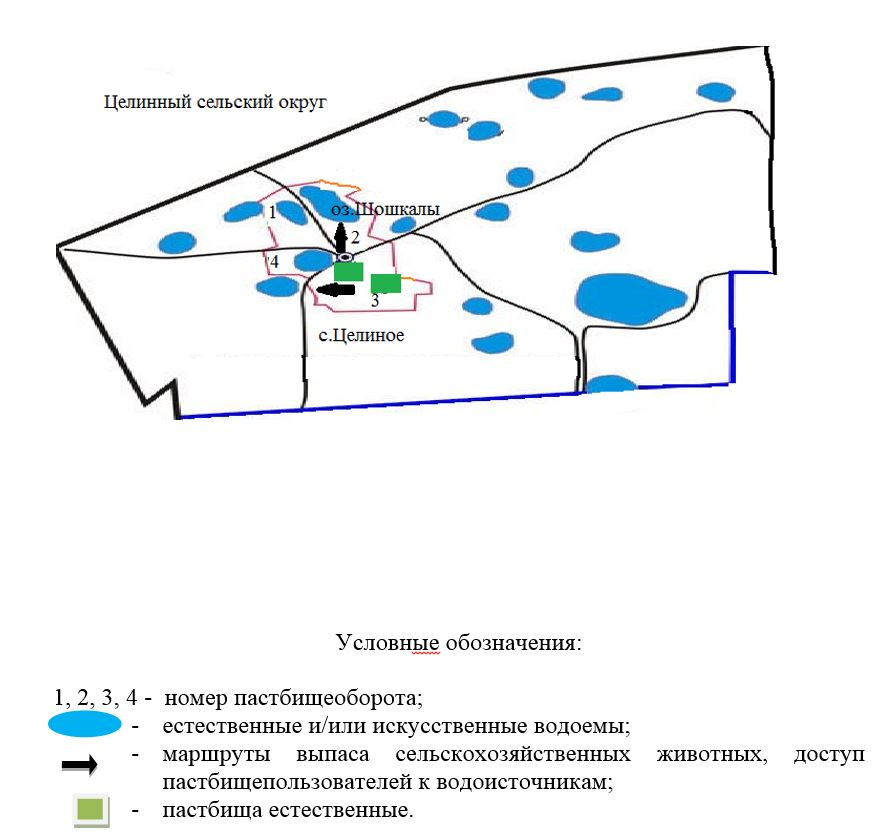 Целинный сельский округ
1
оз.Шошкалы
2
4
3
с.Целиное
Условные обозначения:
1, 2, 3, 4 - номер пастбищеоборота;
- естественные и/или искусственные водоемы;
- маршруты выпаса сельскохозяйственных животных, доступ
пастбищепользователей к водоисточникам;
- пастбища естественные.